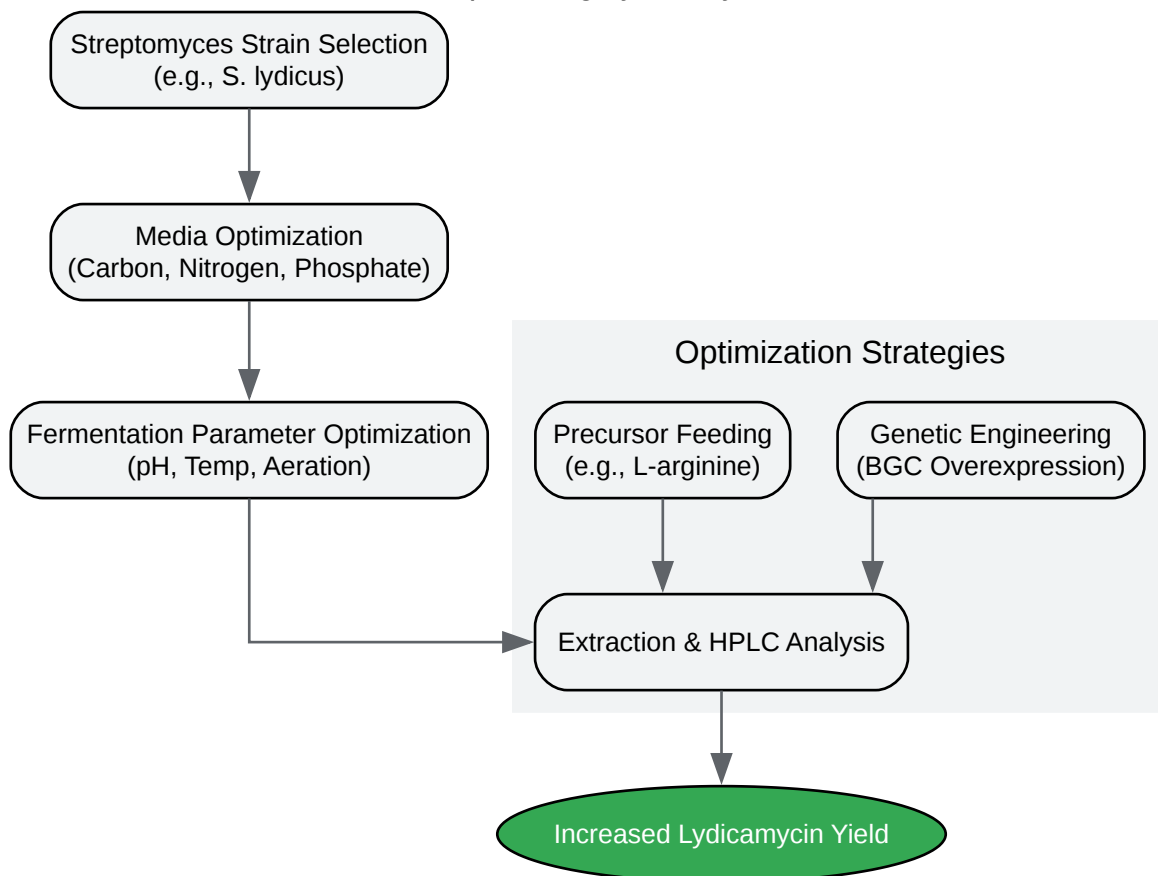 Streptomyces Strain Selection
(e.g., S. lydicus)
Media Optimization
(Carbon, Nitrogen, Phosphate)
Fermentation Parameter Optimization
(pH, Temp, Aeration)
Optimization Strategies
Precursor Feeding
(e.g., L-arginine)
Genetic Engineering
(BGC Overexpression)
Extraction & HPLC Analysis
Increased Lydicamycin Yield